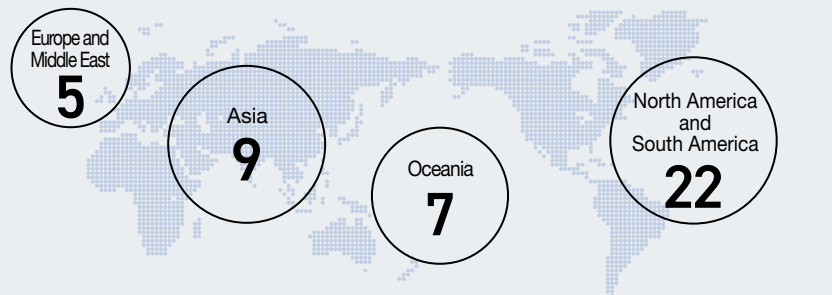 Europe and
Middle East
5
Asia
9
Oceania
7
North America
and
South America
22